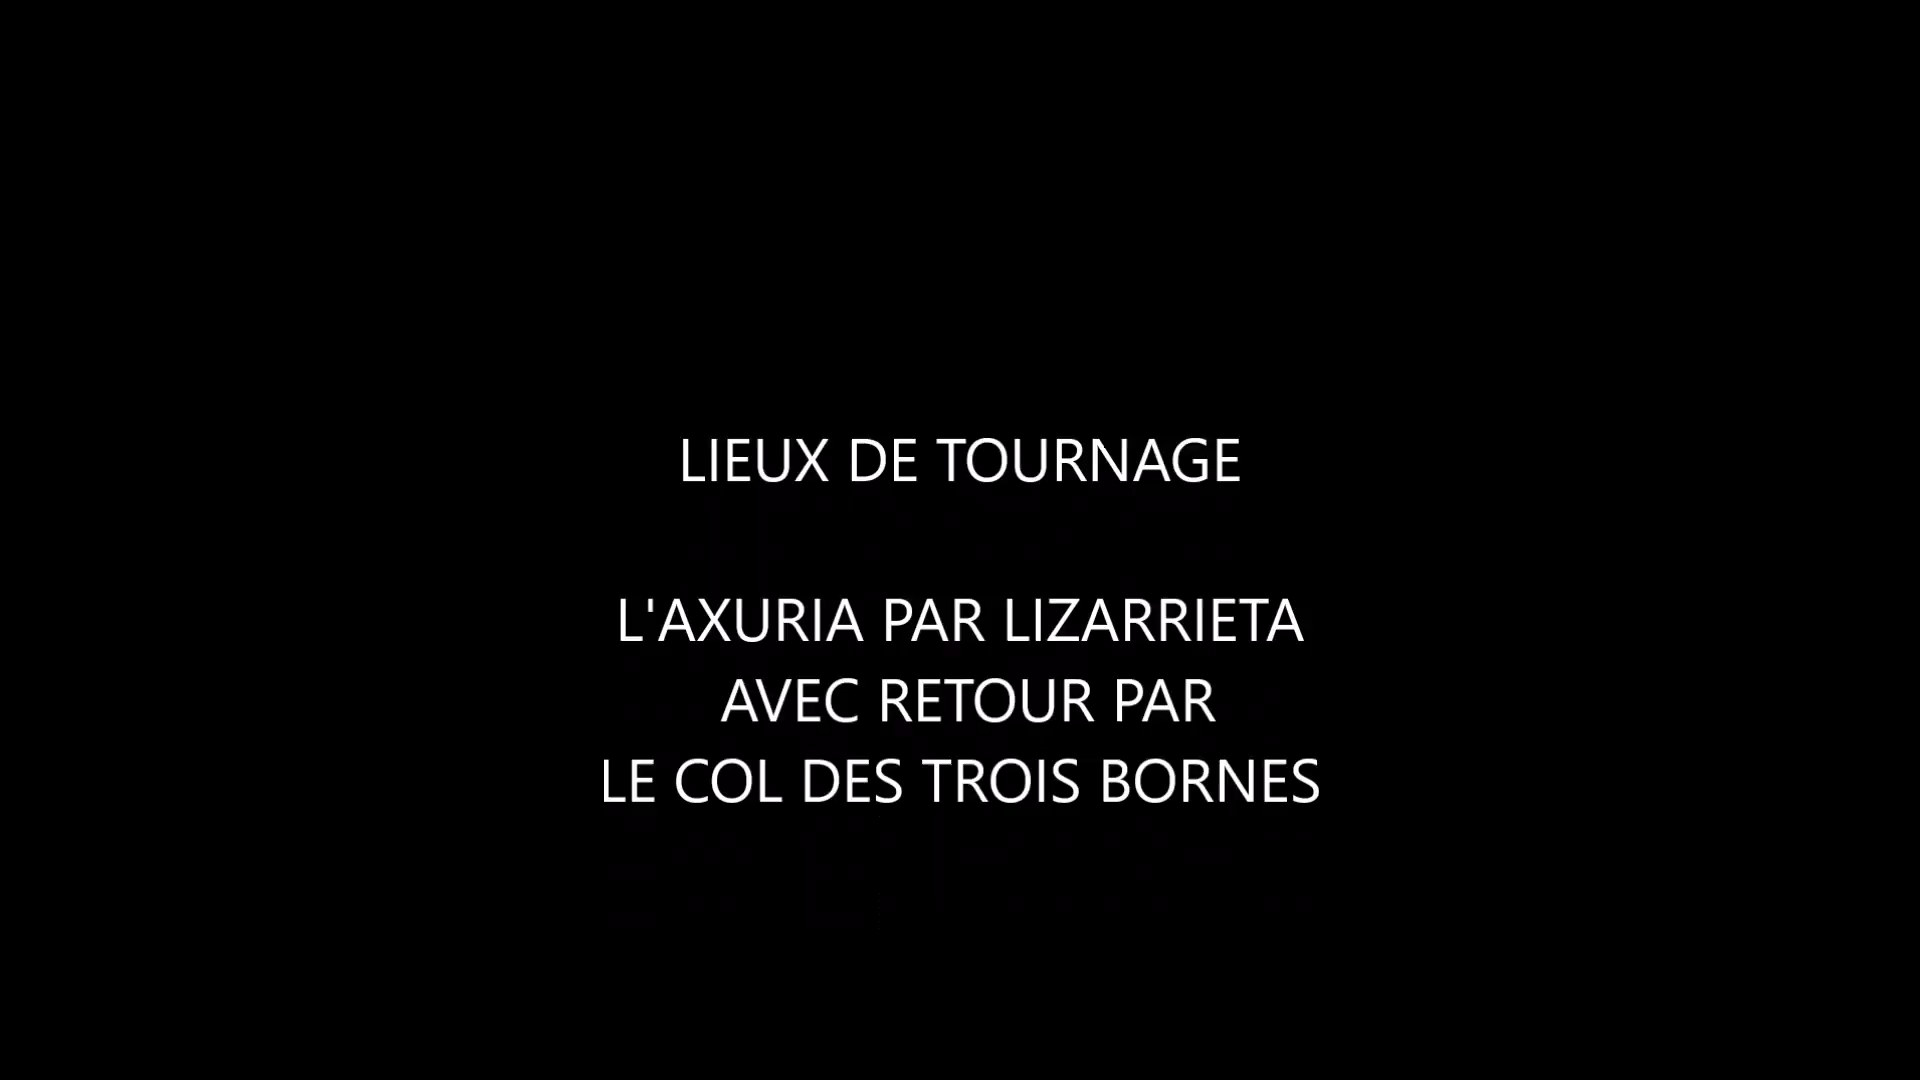 LIEUX DE TOURNAGE
L'AXURIA PAR LIZARRIETA
AVEC RETOUR PAR
LE COL DES TROIS BORNES